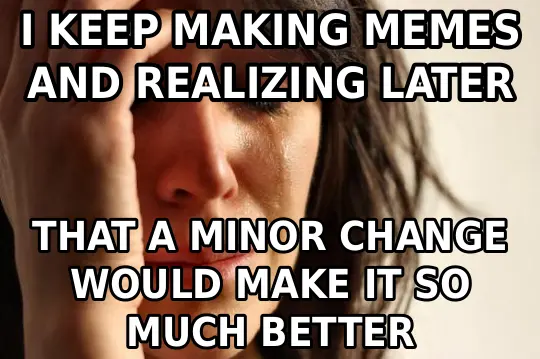 I KEEP MAKING MEMES
AND REALIZING LATER
THAT A MINOR CHANGE
WOULD MAKE IT SO
MUCH BETTER